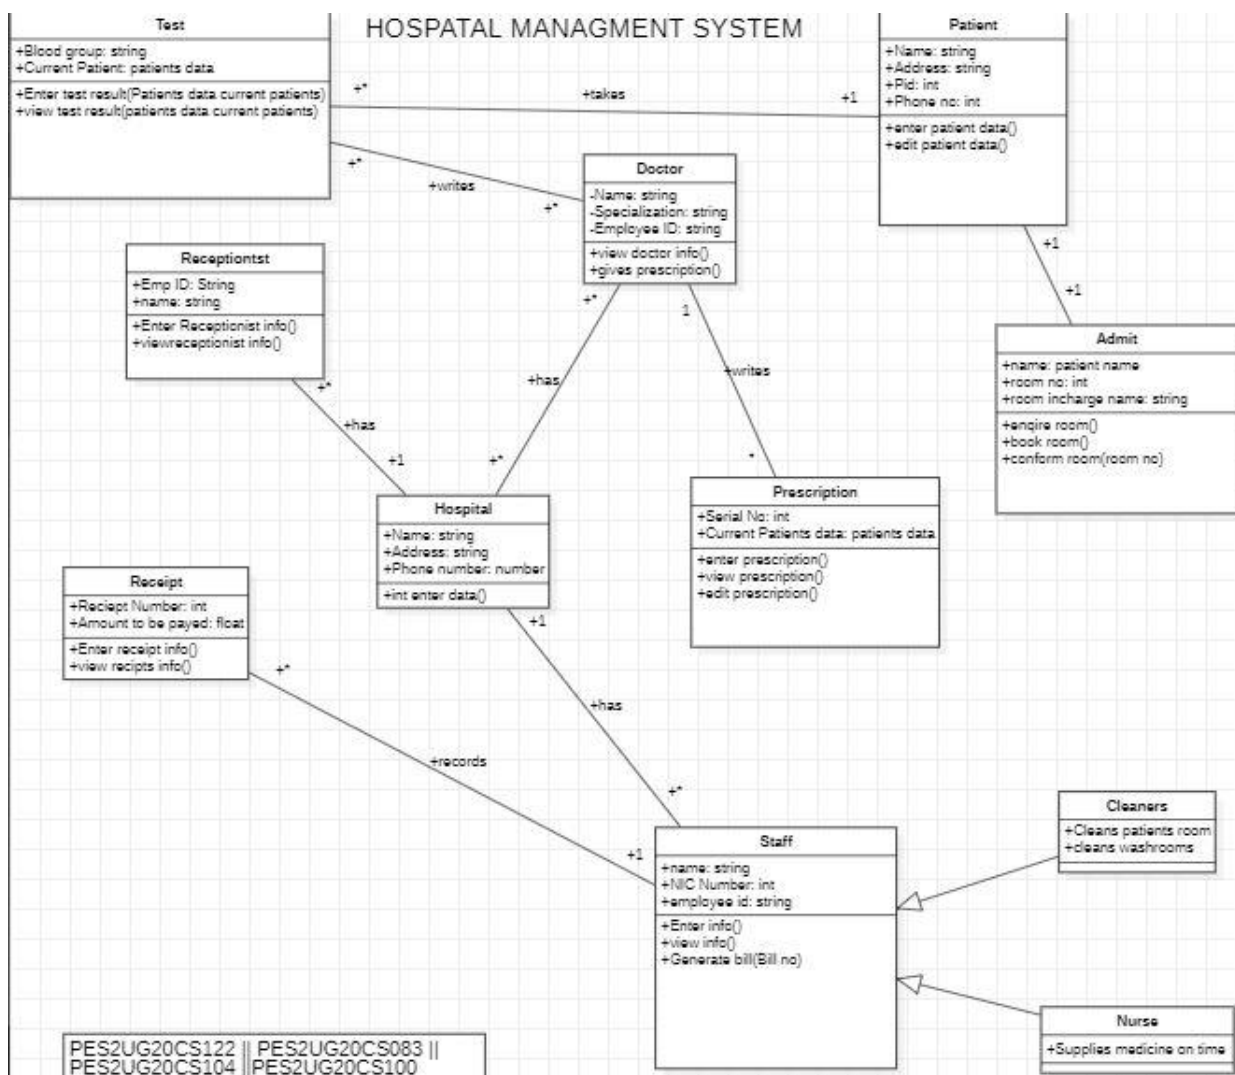 HOSPATAL MANAGMENT SYSTEM
Test
+Blood group: string
+Current Patient: patients data
+Enter test result(Patients data current patients)
+view test result(patients data current patients)
+*
+takes
+1
Patient
+Name: string
+Address: string
+Pid: int
+Phone no: int
+enter patient data()
+edit patient data()
+*
+writes
+*
Doctor
-Name: string
-Specialization: string
-Employee ID: string
+view doctor info()
+gives prescription()
+1
+1
Receptiontst
+Emp ID: String
+name: string
+Enter Receptionist info()
+viewreceptionist info()
+*
+has
+1
+*
+has
+*
1
+writes
*
Admit
+name: patient name
+room no: int
+room incharge name: string
+enqire room()
+book room()
+conform room(room no)
Hospital
+Name: string
+Address: string
+Phone number: number
+int enter data()
Prescription
+Serial No: int
+Current Patients data: patients data
+enter prescription()
+view prescription()
+edit prescription()
Receipt
+Reciept Number: int
+Amount to be payed: float
+Enter receipt info()
+view recipts info()
+*
+records
+1
+1
+has
+*
Staff
+name: string
+NIC Number: int
+employee id: string
+Enter info()
+view info()
+Generate bill(Bill no)
Cleaners
+Cleans patients room
+cleans washrooms
Nurse
+Supplies medicine on time
PES2UG20CS122 || PES2UG20CS083 ||
PES2UG20CS104 ||PES2UG20CS100